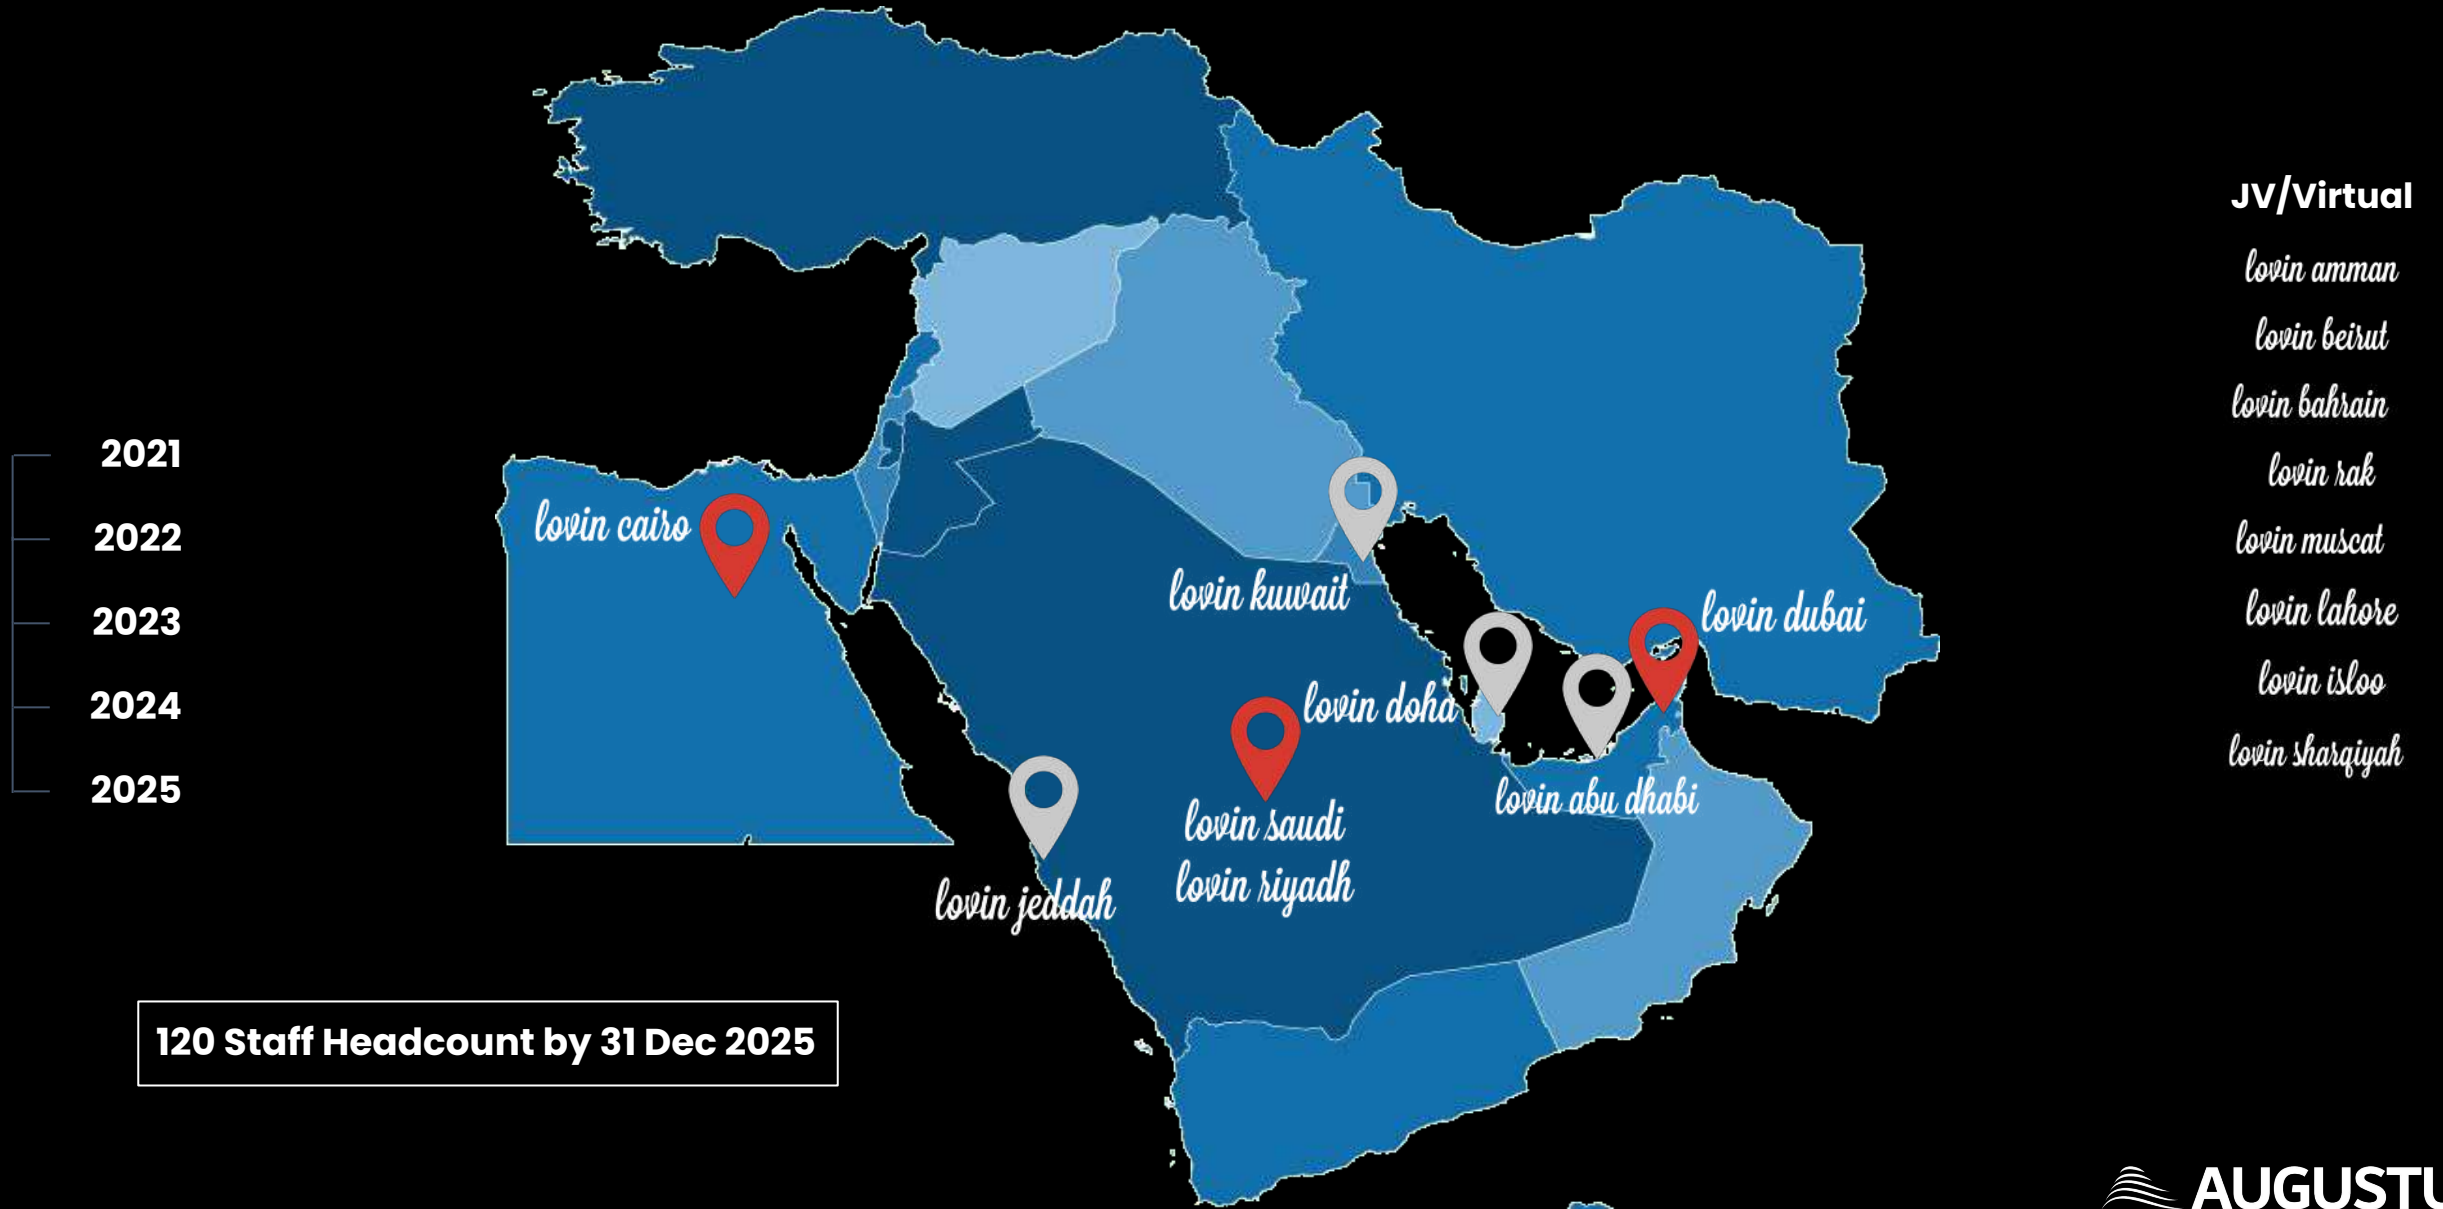 JV/Virtual
lovin amman
lovin beirut
lovin bahrain
lovin rak
lovin muscat
lovin lahore
lovin isloo
lovin sharqiyah
2021
2022
2023
2024
2025
lovin cairo
lovin kuwait
lovin dubai
lovin doha
lovin abu dhabi
lovin saudi
lovin riyadh
lovin jeddah
120 Staff Headcount by 31 Dec 2025